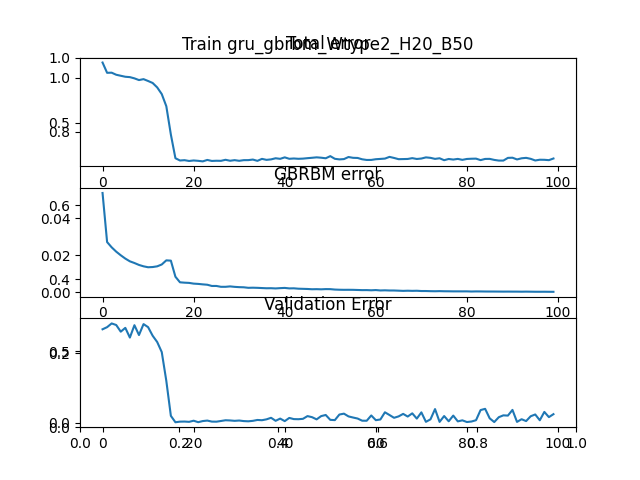 Train gru_gbrbm_Wtype2_H20_B50
Total error
1.0
1.0
0.5
0.8
0 20 40 60 80 100
GBRBM error
0.6
0.04
0.02
0.4
0.00
0 20 40 60 80 100
Validation Error
0.5
0.2
0.0
0.0
0.0 0 0.2 20 0.4 40 0.6 60 80 0.8 100 1.0